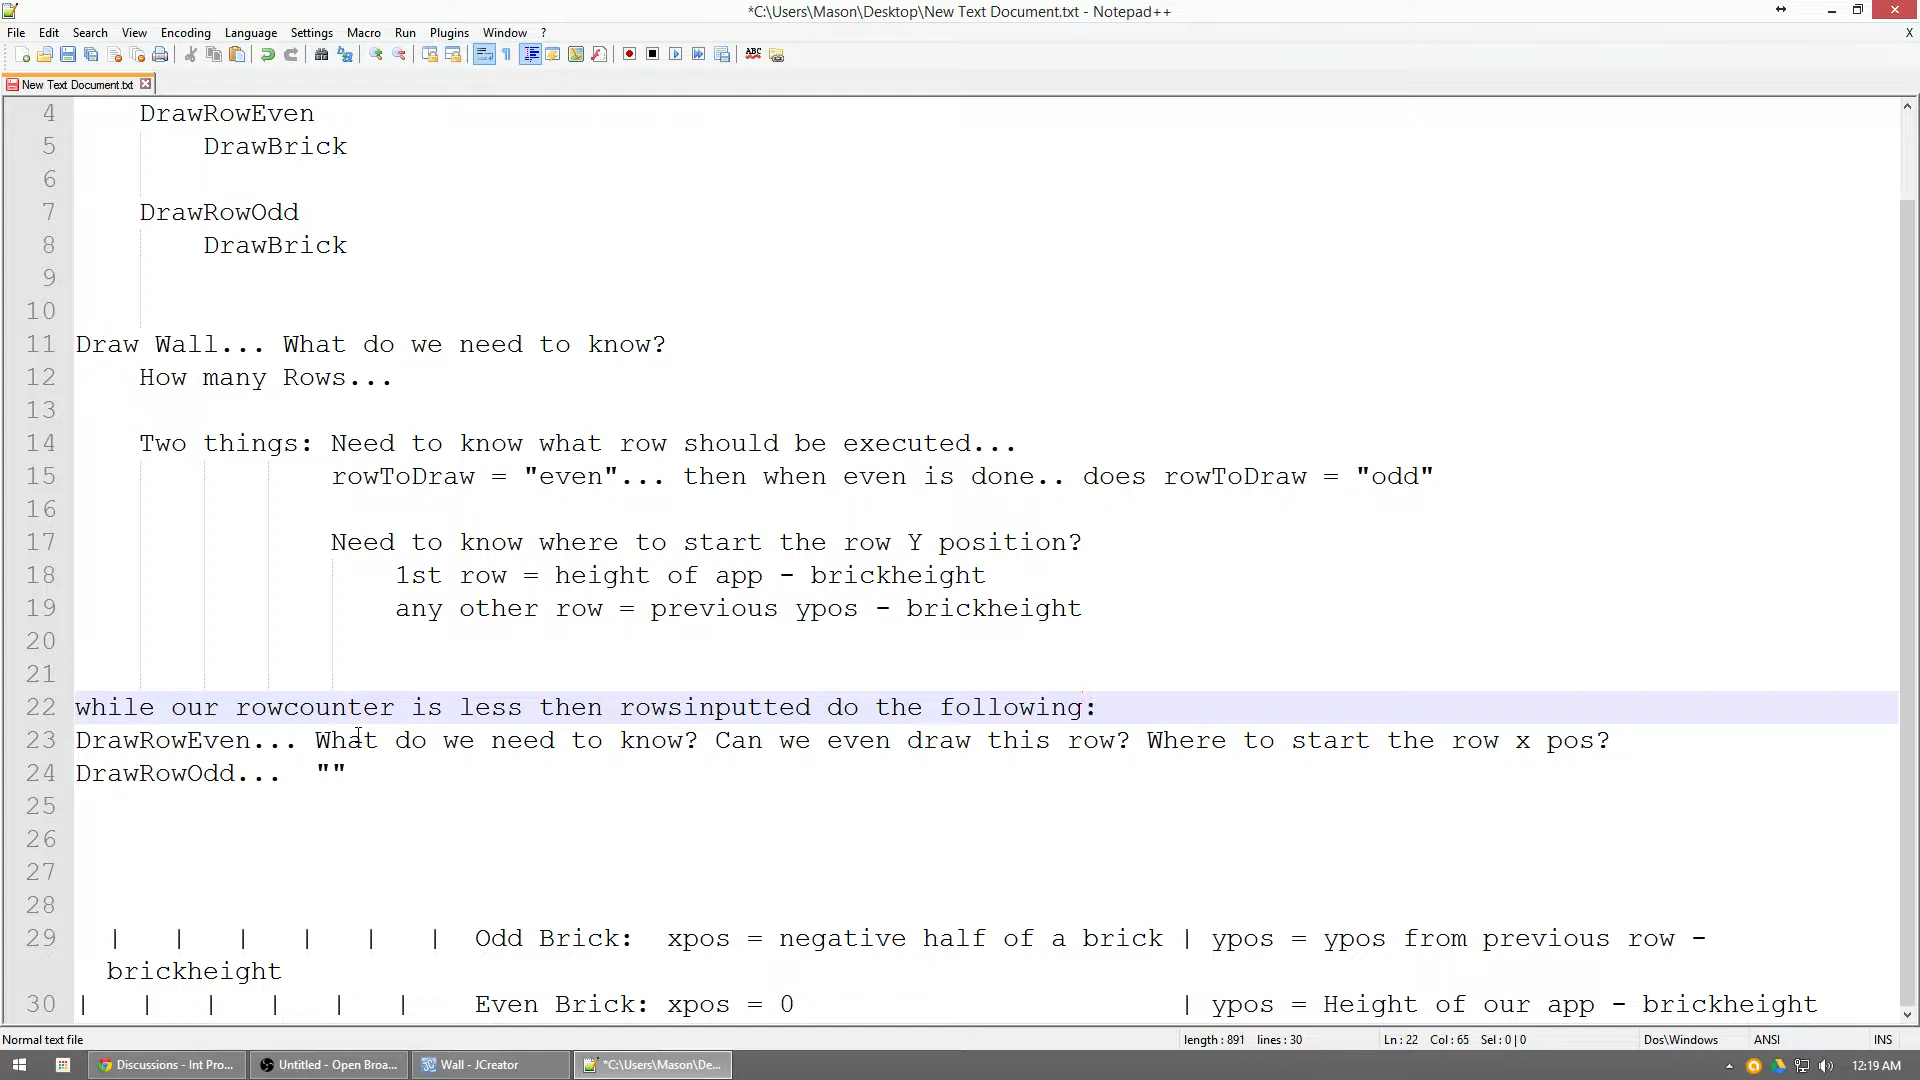 *C:\Users\Mason\Desktop\New Text Document.txt - Notepad++
File Edit Search View Encoding Language Settings Macro Run Plugins Window ? X
New Text Document.txt
4 DrawRowEven
5 DrawBrick
6
7 DrawRowOdd
8 DrawBrick
9
10
11 Draw Wall... What do we need to know?
12 How many Rows...
13
14 Two things: Need to know what row should be executed...
15 rowToDraw = "even"... then when even is done.. does rowToDraw = "odd"
16
17 Need to know where to start the row Y position?
18 1st row = height of app - brickheight
19 any other row = previous ypos - brickheight
20
21
22 while our rowcounter is less then rowsinputted do the following:
23 DrawRowEven... What do we need to know? Can we even draw this row? Where to start the row x pos?
24 DrawRowOdd... ""
25
26
27
28
29 | | | | | | Odd Brick: xpos = negative half of a brick | ypos = ypos from previous row -
brickheight
30 | | | | | | Even Brick: xpos = 0 | ypos = Height of our app - brickheight
Normal text file length : 891 lines : 30 Ln : 22 Col : 65 Sel : 0 | 0 Dos\Windows ANSI INS
Discussions - Int Pro... Untitled - Open Broa... Wall - JCreator *C:\Users\Mason\De... 12:19 AM